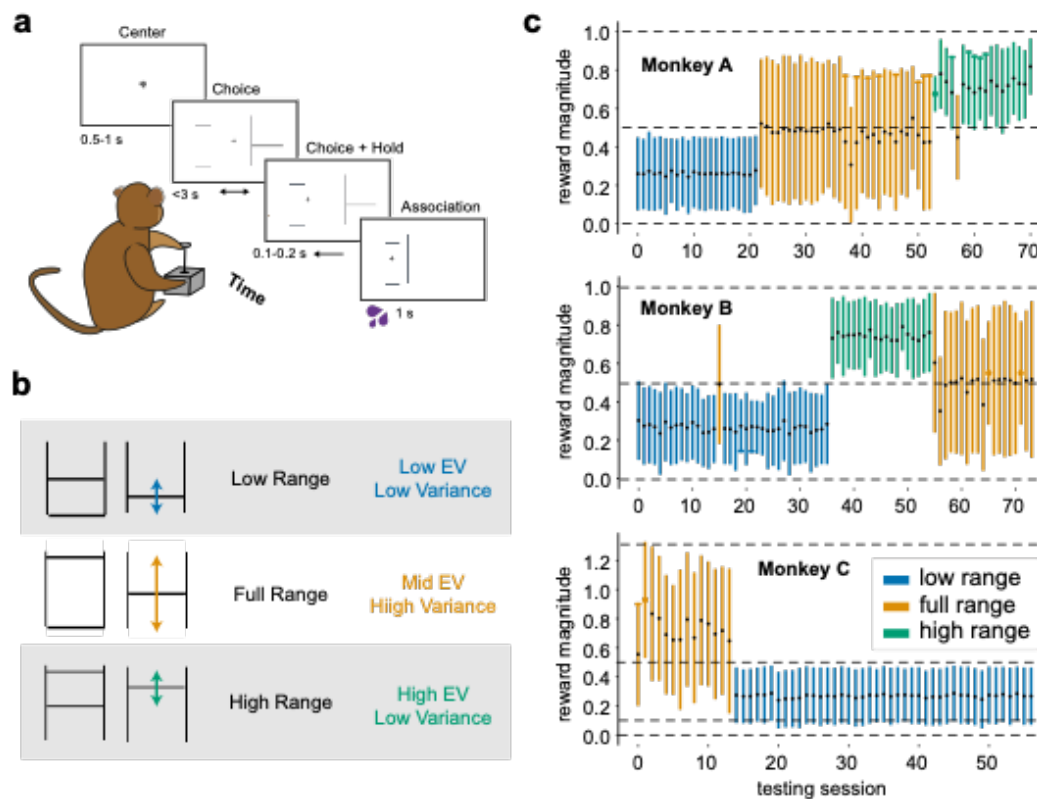 a
Center
0.5-1 s
Choice
<3 s
Choice + Hold
0.1-0.2 s
Association
1 s
Time
b
Low Range
Low EV
Low Variance
Full Range
Mid EV
Hiigh Variance
High Range
High EV
Low Variance
c
Monkey A
reward magnitude
1.0
0.8
0.6
0.4
0.2
0.0
0 10 20 30 40 50 60 70
Monkey B
reward magnitude
1.0
0.8
0.6
0.4
0.2
0.0
0 10 20 30 40 50 60 70
Monkey C
reward magnitude
1.2
1.0
0.8
0.6
0.4
0.2
0.0
low range
full range
high range
0 10 20 30 40 50
testing session